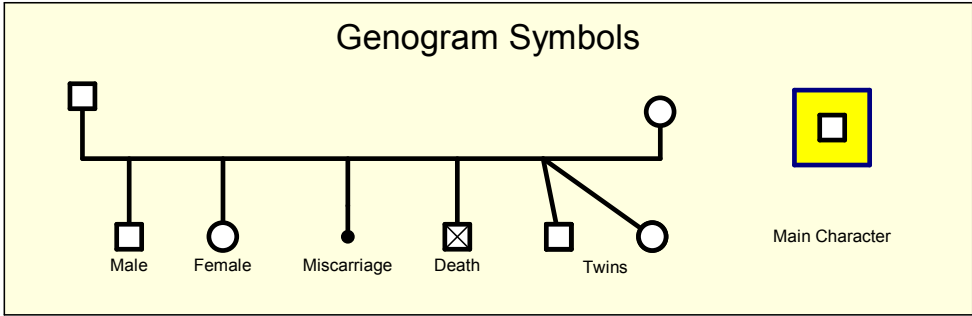 Genogram Symbols
Main Character
Male Female Miscarriage Death Twins